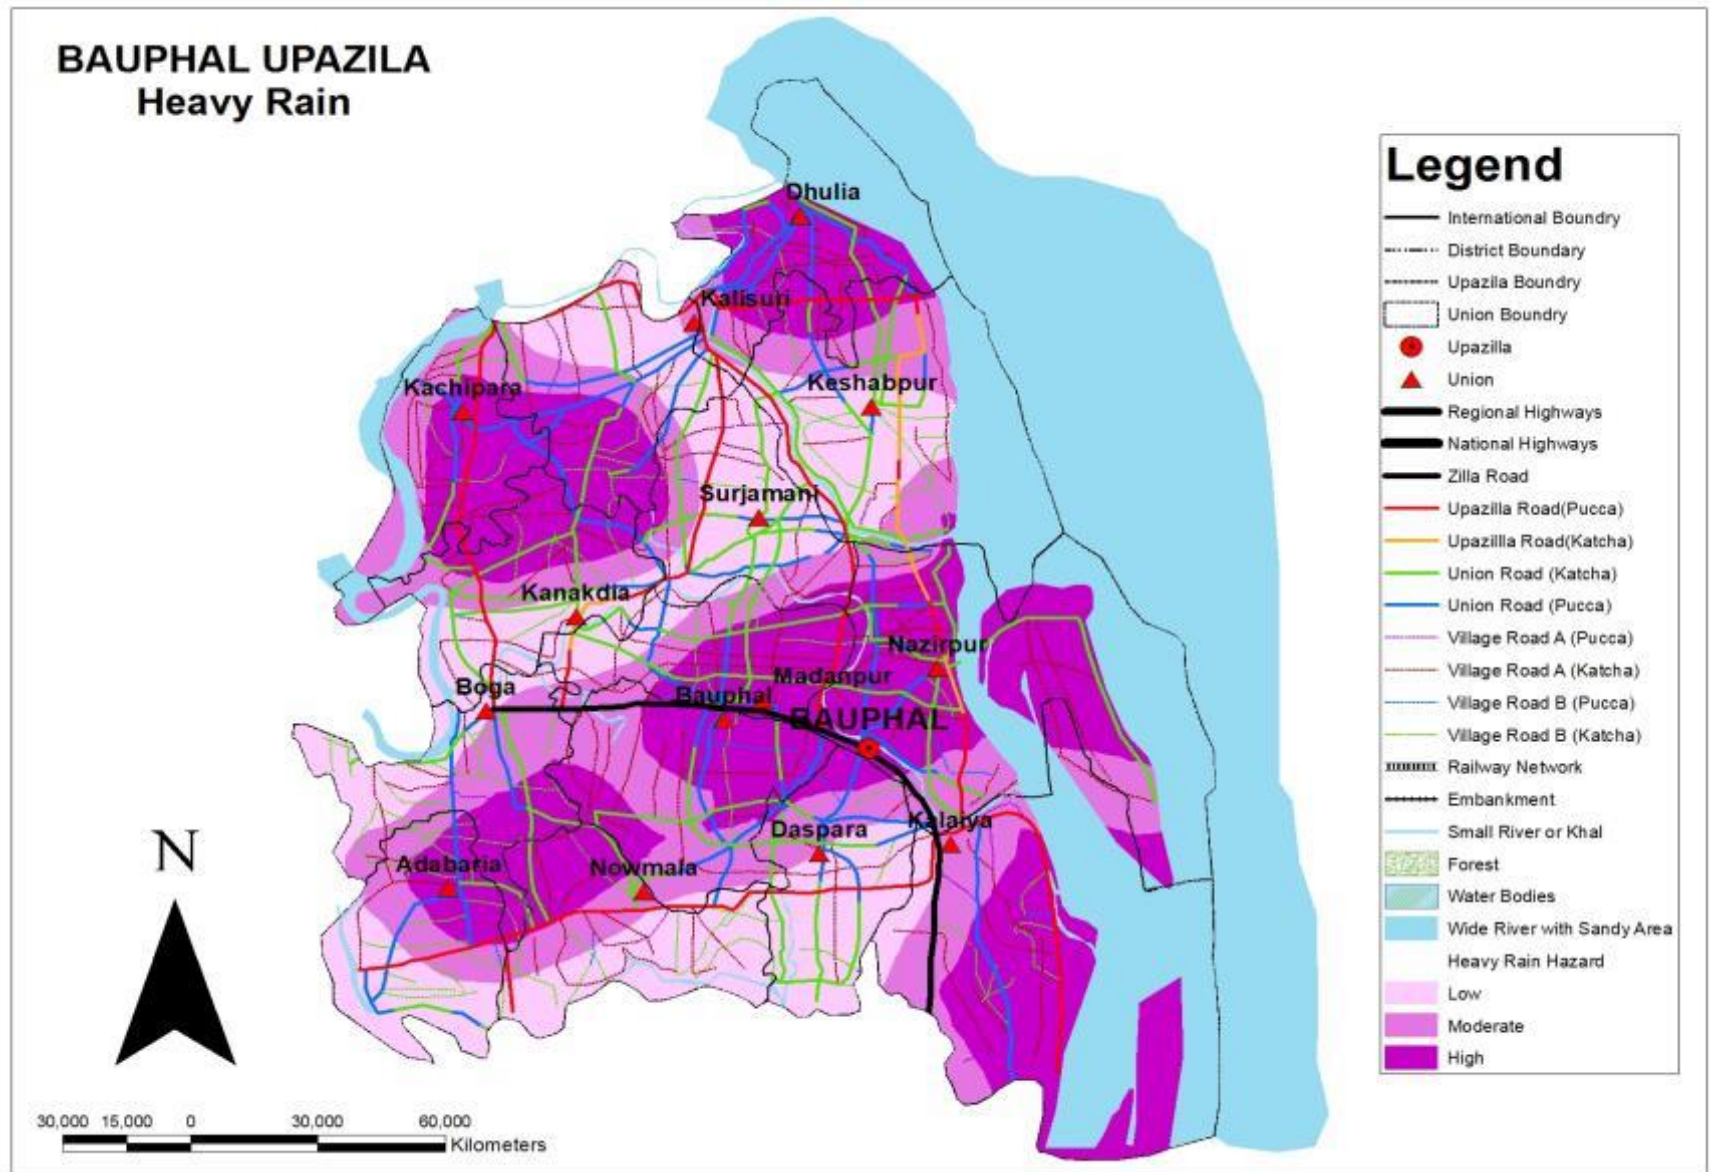 BAUPHAL UPAZILA
Heavy Rain
Dhulia
Kalisuri
Kachipara
Keshabpur
Surjamani
Kanakdia
Nazirpur
Madanpur
Boga
Bauphal
BAUPHAL
Daspara
Kalaiya
Adabaria
Nowmala
N
30,000 15,000 0 30,000 60,000
Kilometers
Legend
International Boundry
District Boundary
Upazila Boundry
Union Boundry
Upazilla
Union
Regional Highways
National Highways
Zilla Road
Upazilla Road(Pucca)
Upazillla Road(Katcha)
Union Road (Katcha)
Union Road (Pucca)
Village Road A (Pucca)
Village Road A (Katcha)
Village Road B (Pucca)
Village Road B (Katcha)
Railway Network
Embankment
Small River or Khal
Forest
Water Bodies
Wide River with Sandy Area
Heavy Rain Hazard
Low
Moderate
High